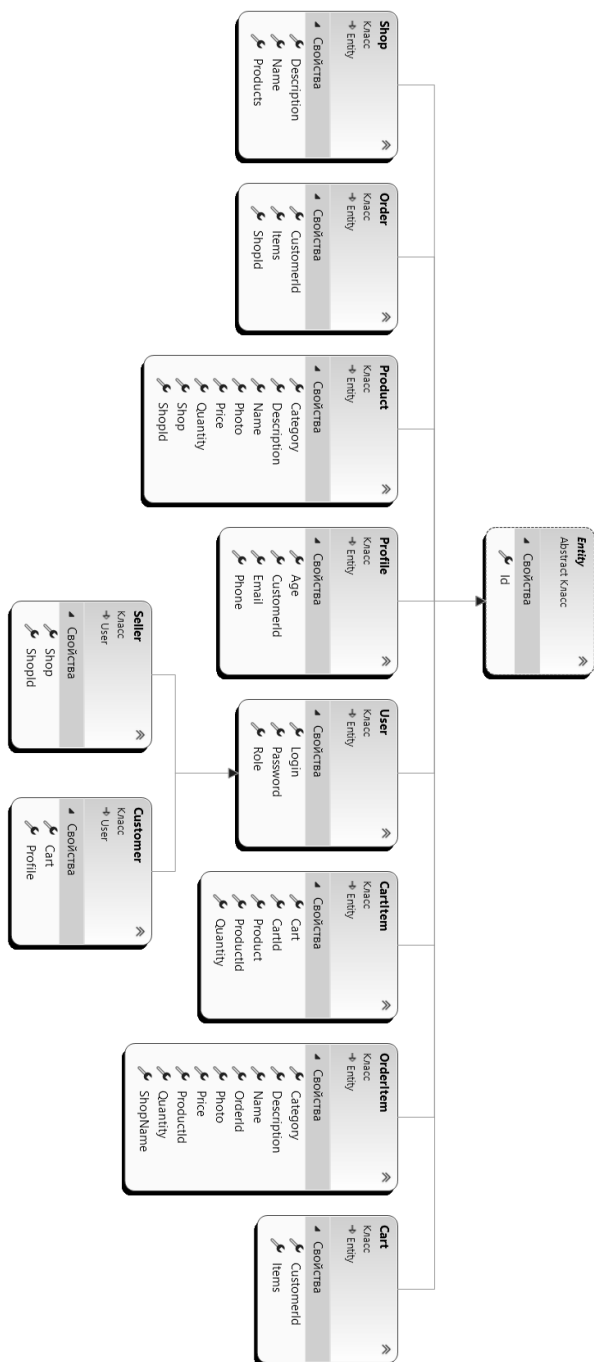 Entity
Abstract Класс
Свойства
Id
Shop
Класс
Entity
Свойства
Description
Name
Products
Order
Класс
Entity
Свойства
CustomerId
Items
ShopId
Product
Класс
Entity
Свойства
Category
Description
Name
Photo
Price
Quantity
Shop
ShopId
Profile
Класс
Entity
Свойства
Age
CustomerId
Email
Phone
User
Класс
Entity
Свойства
Login
Password
Role
CartItem
Класс
Entity
Свойства
Cart
CartId
Product
ProductId
Quantity
OrderItem
Класс
Entity
Свойства
Category
Description
Name
OrderId
Photo
Price
ProductId
Quantity
ShopName
Cart
Класс
Entity
Свойства
CustomerId
Items
Seller
Класс
User
Свойства
Shop
ShopId
Customer
Класс
User
Свойства
Cart
Profile